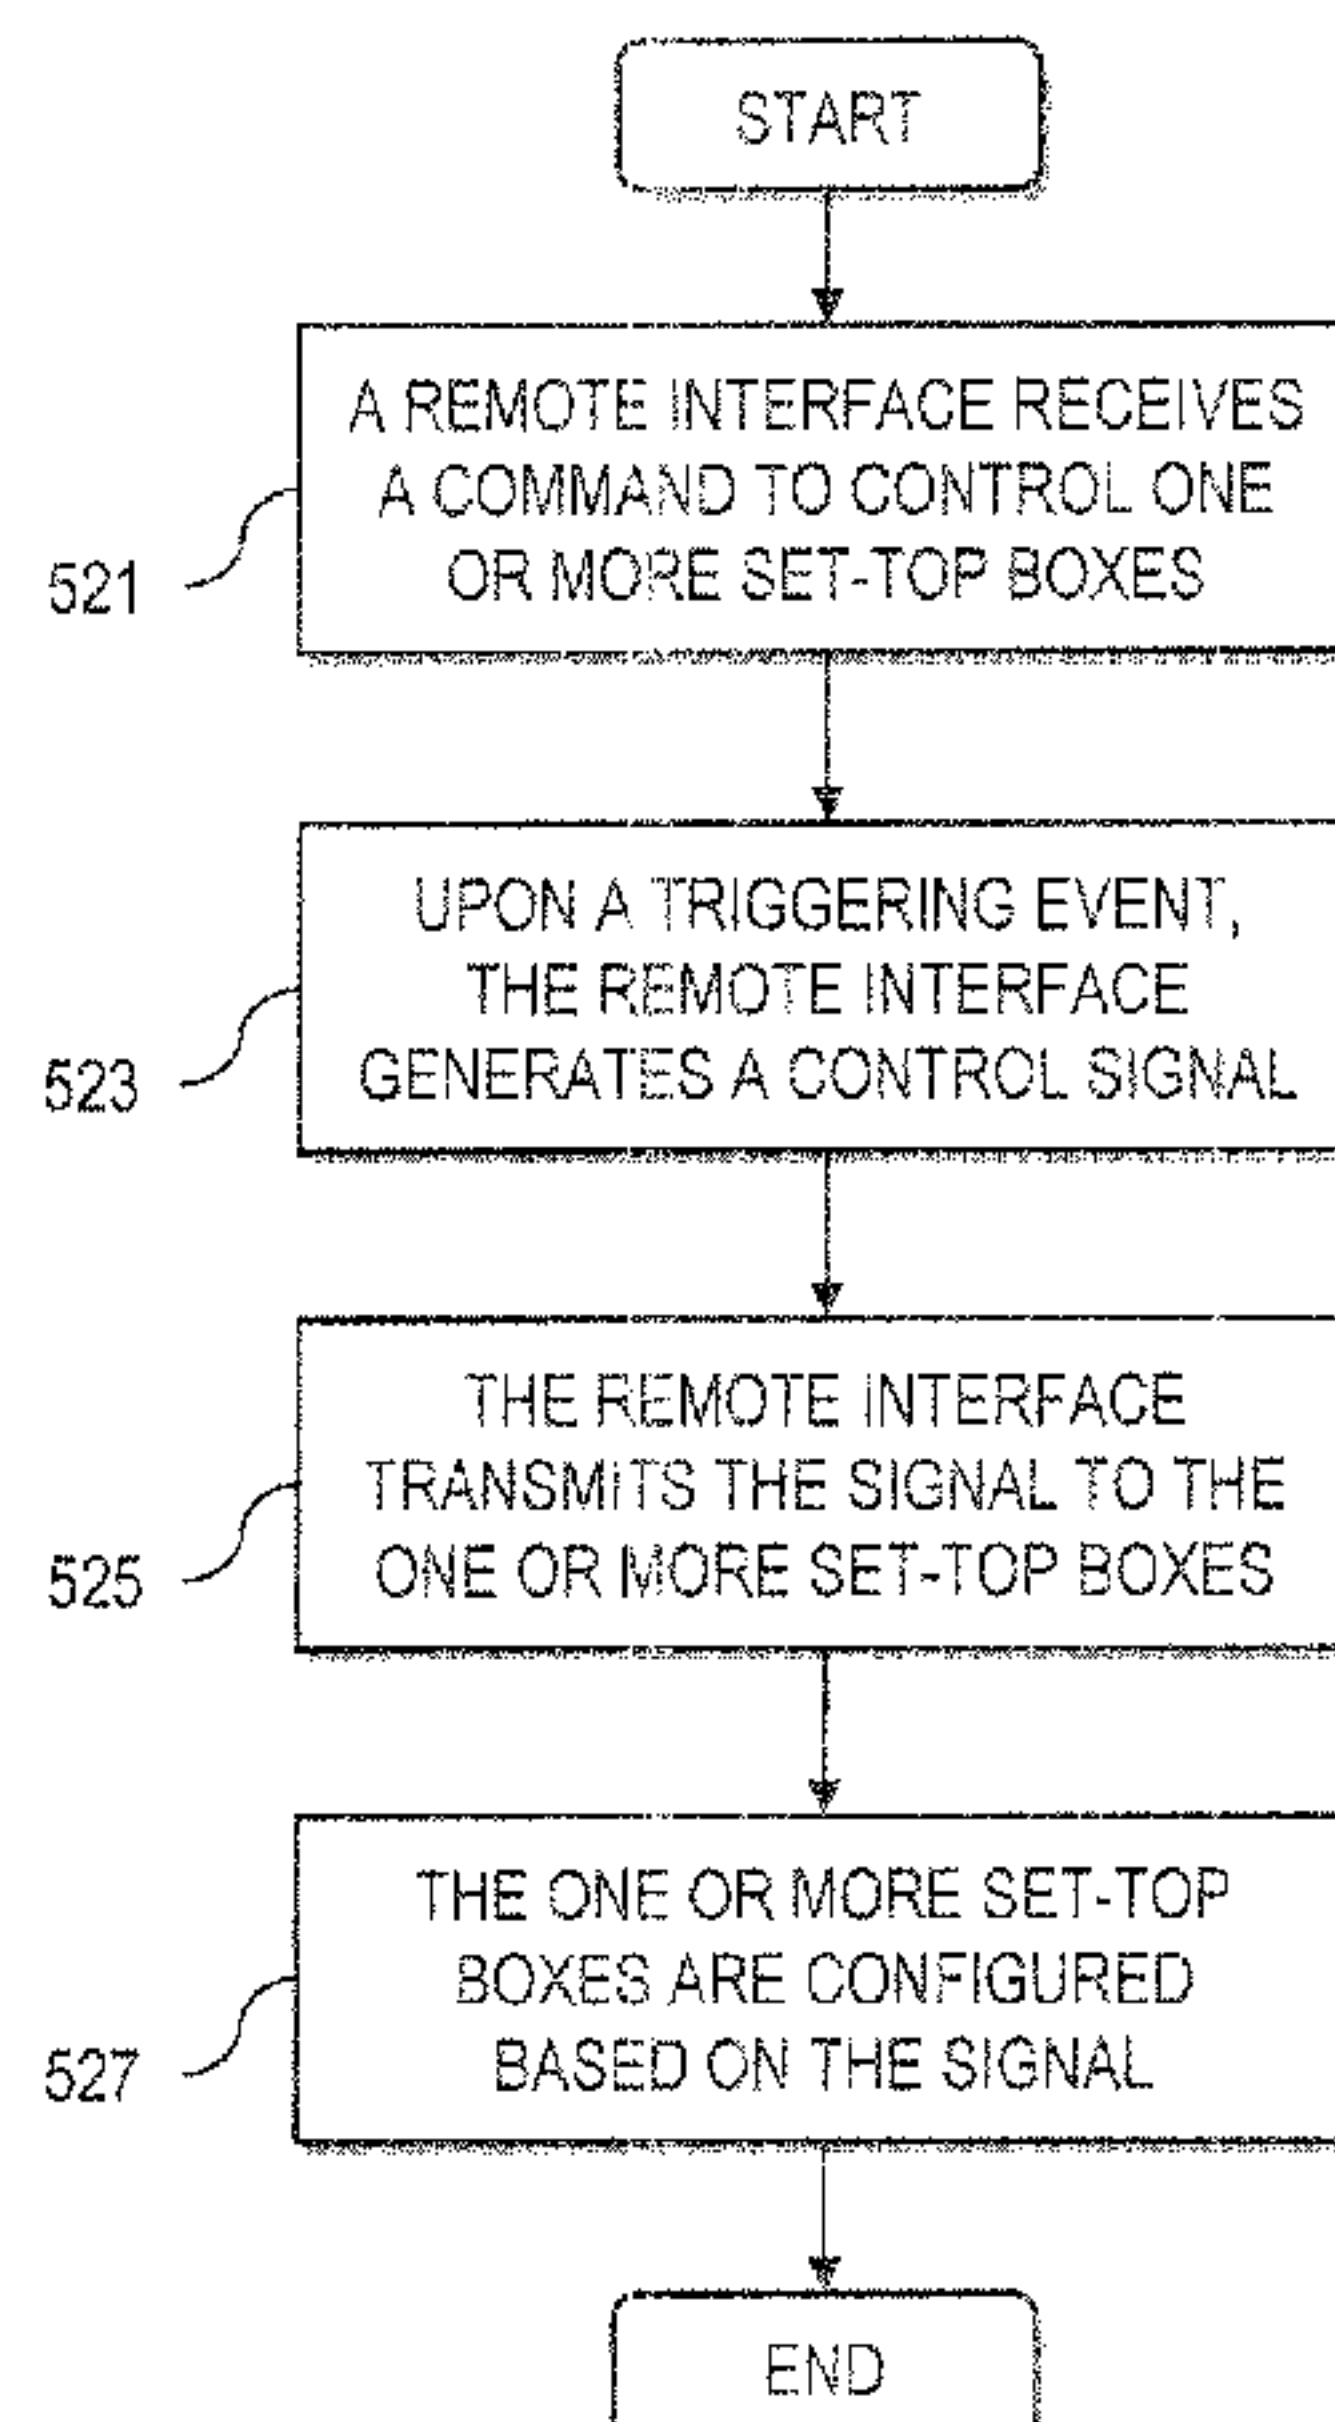 START
A REMOTE INTERFACE RECEIVES
A COMMAND TO CONTROL ONE
OR MORE SET-TOP BOXES
521
UPON A TRIGGERING EVENT,
THE REMOTE INTERFACE
GENERATES A CONTROL SIGNAL
523
THE REMOTE INTERFACE
TRANSMITS THE SIGNAL TO THE
ONE OR MORE SET-TOP BOXES
525
THE ONE OR MORE SET-TOP
BOXES ARE CONFIGURED
BASED ON THE SIGNAL
527
END